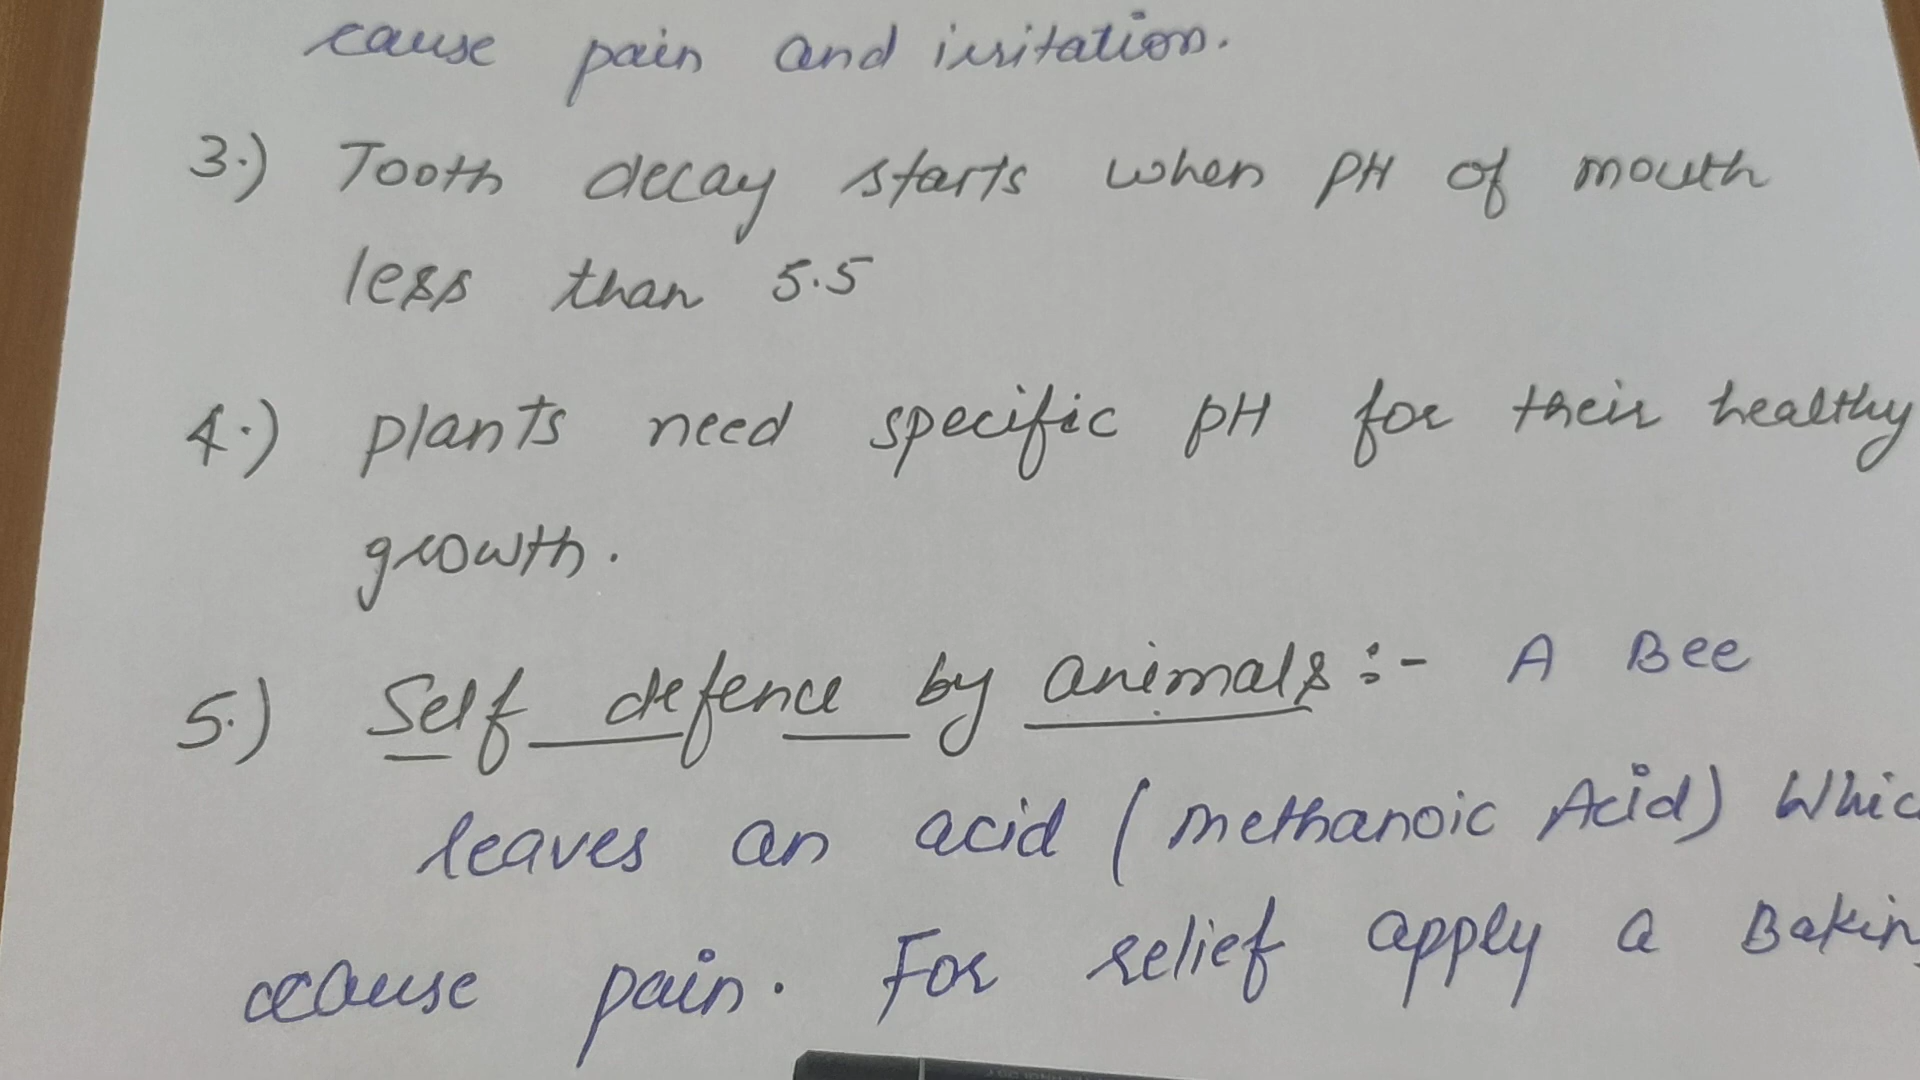 cause pain and irritation.
3.) Tooth decay starts when PH of mouth
less than 5.5
4.) plants need specific pH for their healthy
growth.
5.) Self defence by animals :- A Bee
leaves an acid (methanoic Acid) Whic
cause pain. For relief apply a Bakin